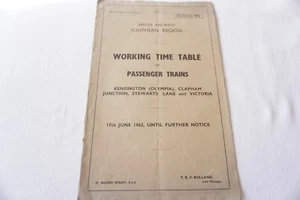 BRITISH RAILWAYS
SOUTHERN REGION
WORKING TIME TABLE
OF
PASSENGER TRAINS
KENSINGTON (OLYMPIA), CLAPHAM
JUNCTION, STEWARTS LANE and VICTORIA
17th JUNE 1963, UNTIL FURTHER NOTICE